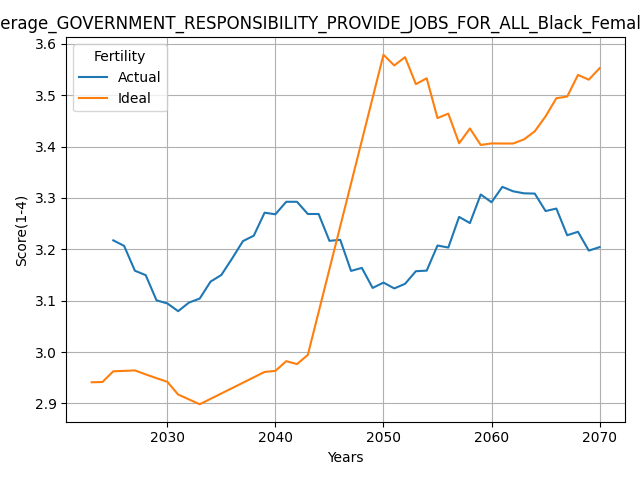 erage_GOVERNMENT_RESPONSIBILITY_PROVIDE_JOBS_FOR_ALL_Black_Femal
Fertility
Actual
Ideal
Score(1-4)
3.6
3.5
3.4
3.3
3.2
3.1
3.0
2.9
2030 2040 2050 2060 2070
Years